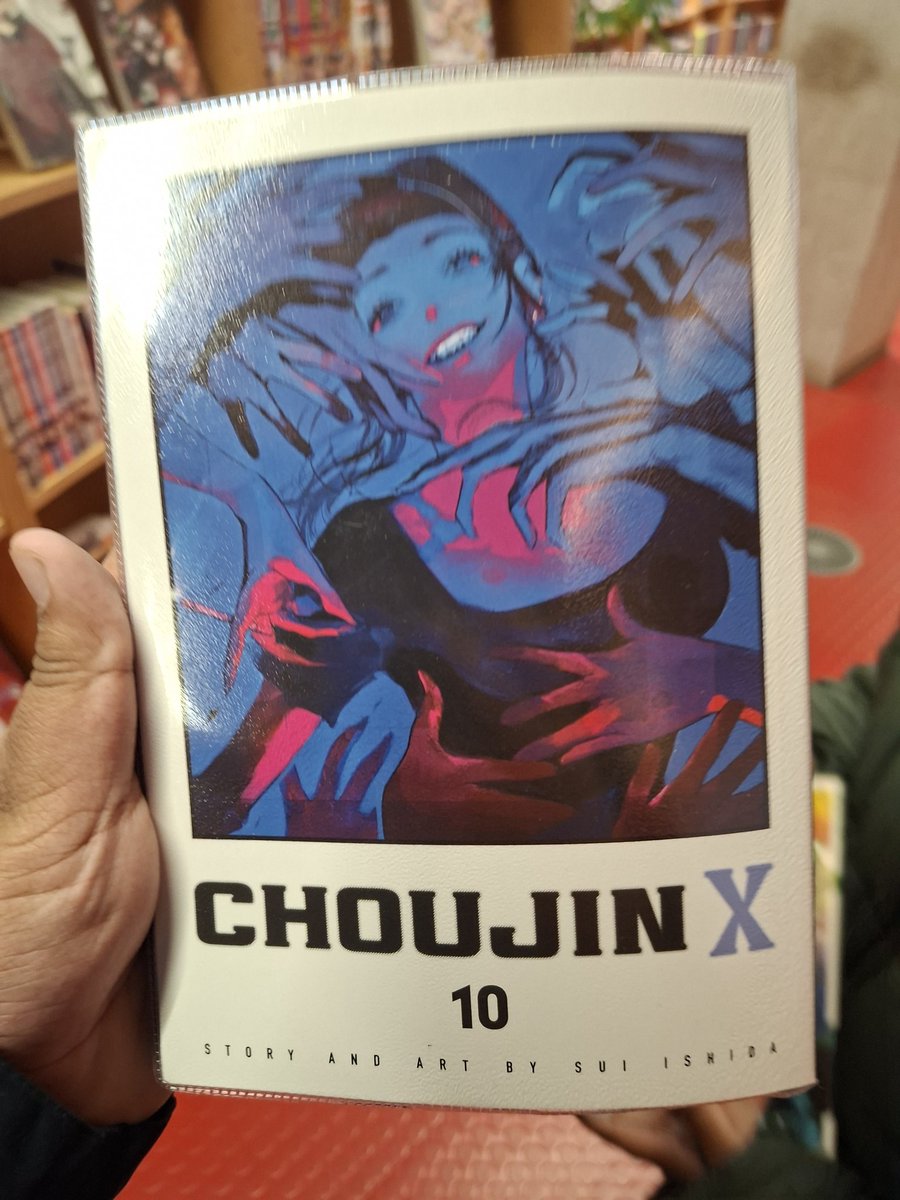 CHOUJIN X
10
STORY AND ART BY SUI ISHIDA